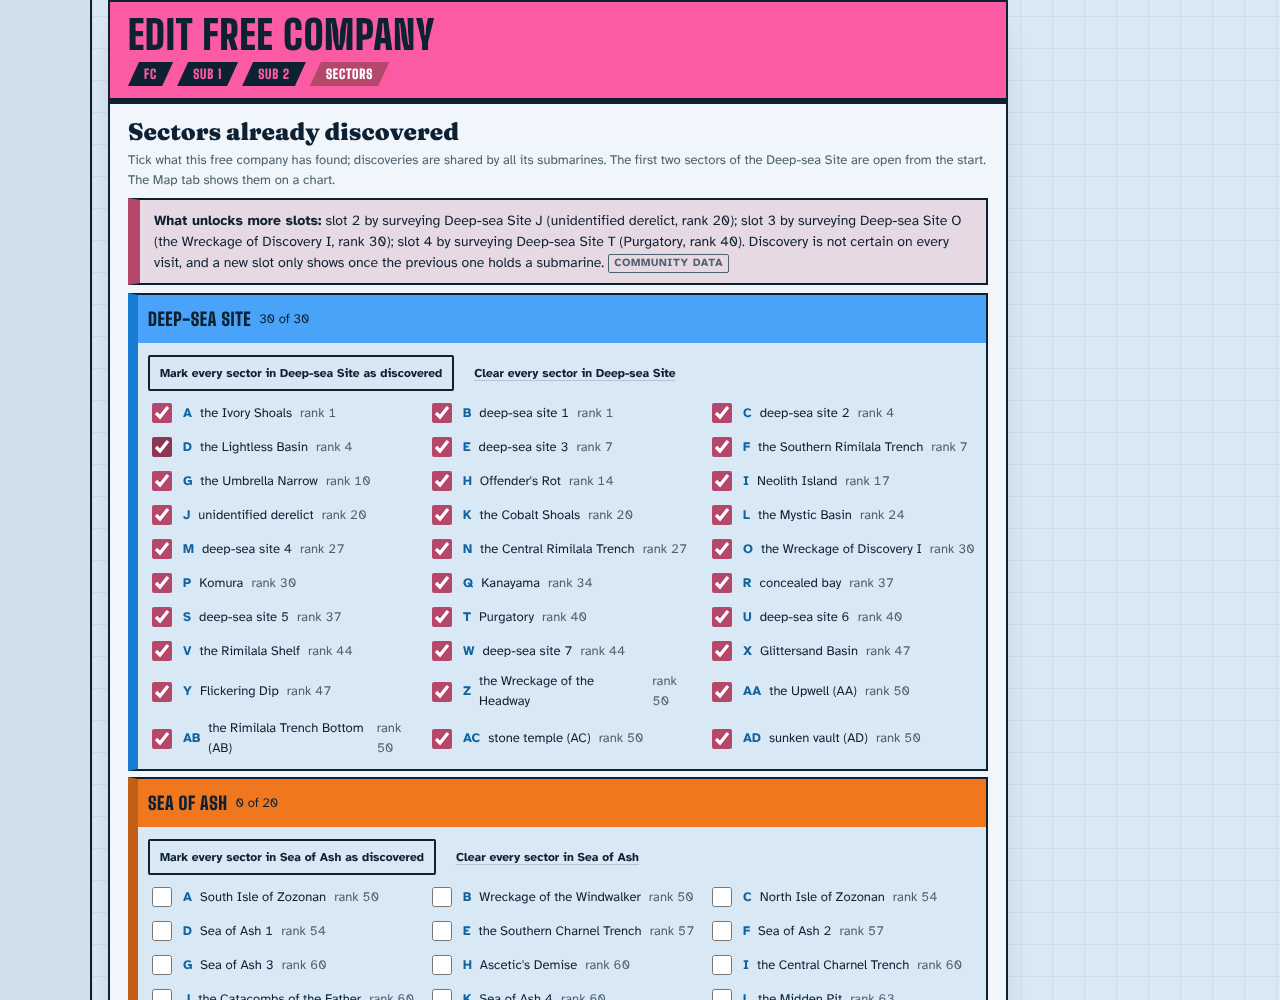 EDIT FREE COMPANY
FC SUB 1 SUB 2 SECTORS
Sectors already discovered
Tick what this free company has found; discoveries are shared by all its submarines. The first two sectors of the Deep-sea Site are open from the start.
The Map tab shows them on a chart.
What unlocks more slots: slot 2 by surveying Deep-sea Site J (unidentified derelict, rank 20); slot 3 by surveying Deep-sea Site O
(the Wreckage of Discovery I, rank 30); slot 4 by surveying Deep-sea Site T (Purgatory, rank 40). Discovery is not certain on every
visit, and a new slot only shows once the previous one holds a submarine. COMMUNITY DATA
DEEP-SEA SITE 30 of 30
Mark every sector in Deep-sea Site as discovered Clear every sector in Deep-sea Site
A the Ivory Shoals rank 1 B deep-sea site 1 rank 1 C deep-sea site 2 rank 4
D the Lightless Basin rank 4 E deep-sea site 3 rank 7 F the Southern Rimilala Trench rank 7
G the Umbrella Narrow rank 10 H Offender's Rot rank 14 I Neolith Island rank 17
J unidentified derelict rank 20 K the Cobalt Shoals rank 20 L the Mystic Basin rank 24
M deep-sea site 4 rank 27 N the Central Rimilala Trench rank 27 O the Wreckage of Discovery I rank 30
P Komura rank 30 Q Kanayama rank 34 R concealed bay rank 37
S deep-sea site 5 rank 37 T Purgatory rank 40 U deep-sea site 6 rank 40
V the Rimilala Shelf rank 44 W deep-sea site 7 rank 44 X Glittersand Basin rank 47
Y Flickering Dip rank 47 Z the Wreckage of the Headway rank 50 AA the Upwell (AA) rank 50
AB the Rimilala Trench Bottom (AB) rank 50 AC stone temple (AC) rank 50 AD sunken vault (AD) rank 50
SEA OF ASH 0 of 20
Mark every sector in Sea of Ash as discovered Clear every sector in Sea of Ash
A South Isle of Zozonan rank 50 B Wreckage of the Windwalker rank 50 C North Isle of Zozonan rank 54
D Sea of Ash 1 rank 54 E the Southern Charnel Trench rank 57 F Sea of Ash 2 rank 57
G Sea of Ash 3 rank 60 H Ascetic's Demise rank 60 I the Central Charnel Trench rank 60
J the Catacombs of the Father rank 60 K Sea of Ash 4 rank 60 L the Midden Pit rank 63